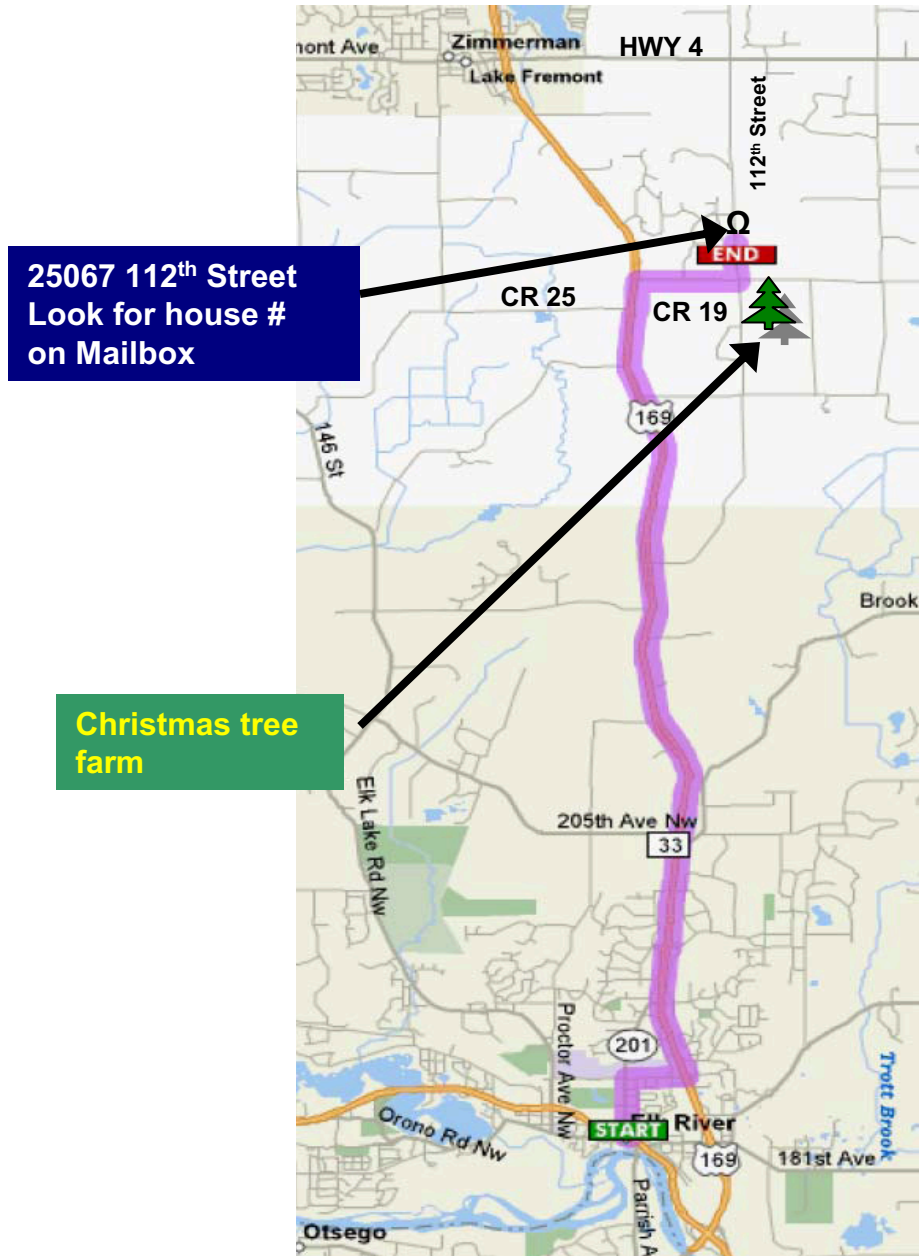 mont Ave
Zimmerman
HWY 4
Lake Fremont
112th Street
Ω
END
25067 112th Street
Look for house #
on Mailbox
CR 25
CR 19
169
146 St
Brook
Christmas tree
farm
205th Ave Nw
33
Elk Lake Rd Nw
Proctor Ave Nw
201
Trott Brook
START
River
Orono Rd Nw
169
181st Ave
Parrish A
Otsego